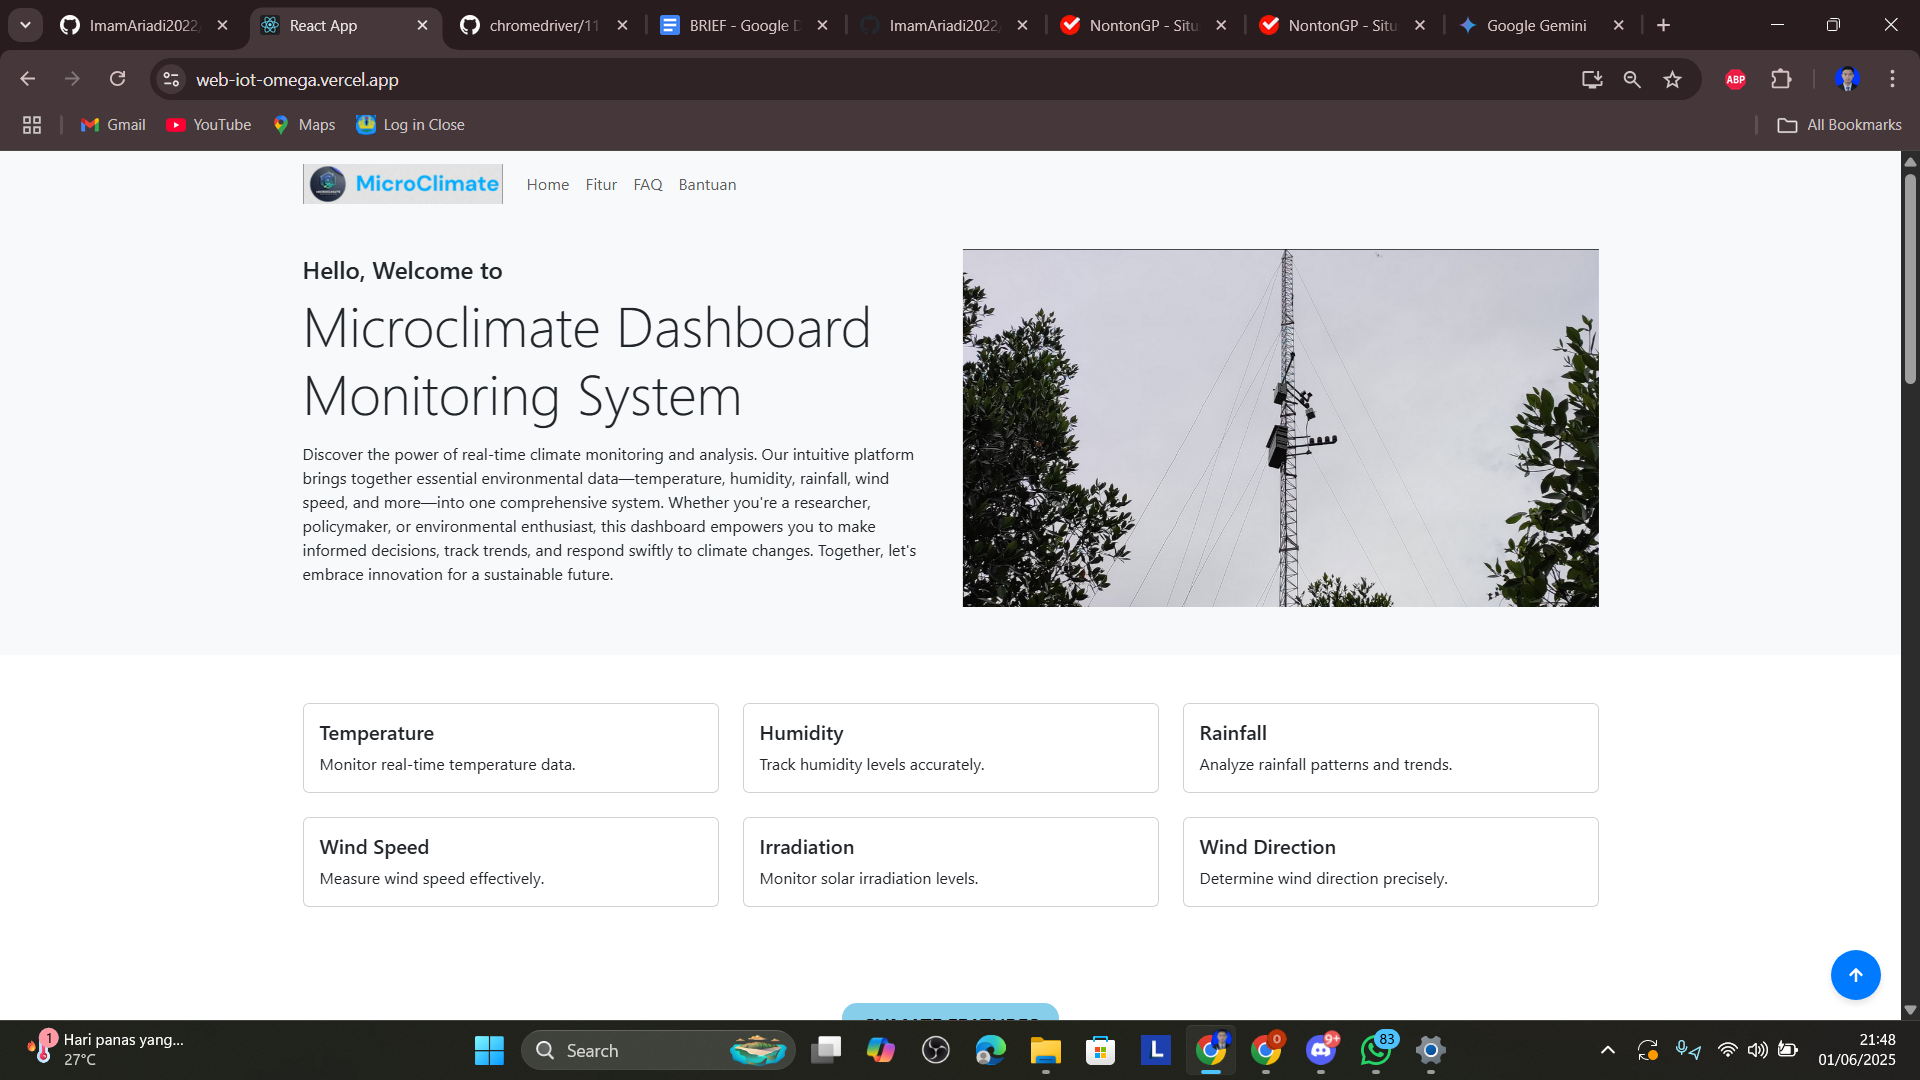 ImamAriadi2022
React App
chromedriver/11
BRIEF - Google D
ImamAriadi2022
NontonGP - Situ
NontonGP - Situ
Google Gemini
web-iot-omega.vercel.app
ABP
Gmail
YouTube
Maps
Log in Close
All Bookmarks
MicroClimate
Home
Fitur
FAQ
Bantuan
Hello, Welcome to
Microclimate Dashboard
Monitoring System
Discover the power of real-time climate monitoring and analysis. Our intuitive platform
brings together essential environmental data—temperature, humidity, rainfall, wind
speed, and more—into one comprehensive system. Whether you're a researcher,
policymaker, or environmental enthusiast, this dashboard empowers you to make
informed decisions, track trends, and respond swiftly to climate changes. Together, let's
embrace innovation for a sustainable future.
Temperature
Monitor real-time temperature data.
Humidity
Track humidity levels accurately.
Rainfall
Analyze rainfall patterns and trends.
Wind Speed
Measure wind speed effectively.
Irradiation
Monitor solar irradiation levels.
Wind Direction
Determine wind direction precisely.
CLIMATE FEATURES
1
Hari panas yang...
27°C
Search
L
0
9+
83
21:48
01/06/2025